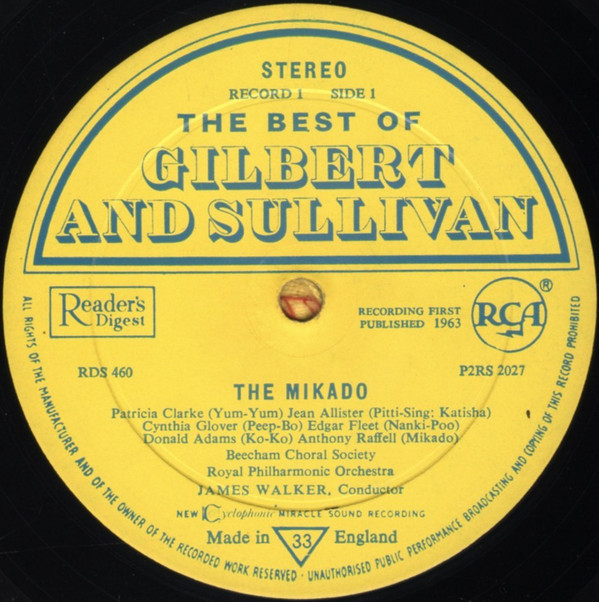 STEREO
RECORD 1 SIDE 1
THE BEST OF
GILBERT
AND SULLIVAN
Reader's
Digest
RECORDING FIRST
PUBLISHED 1963
RCA®
RDS 460
P2RS 2027
THE MIKADO
Patricia Clarke (Yum-Yum) Jean Allister (Pitti-Sing: Katisha)
Cynthia Glover (Peep-Bo) Edgar Fleet (Nanki-Poo)
Donald Adams (Ko-Ko) Anthony Raffell (Mikado)
Beecham Choral Society
Royal Philharmonic Orchestra
JAMES WALKER, Conductor
NEW Cyclophonic MIRACLE SOUND RECORDING
Made in 33 England
ALL RIGHTS OF THE MANUFACTURER AND OF THE OWNER OF THE RECORDED WORK RESERVED · UNAUTHORISED PUBLIC PERFORMANCE BROADCASTING AND COPYING OF THIS RECORD PROHIBITED